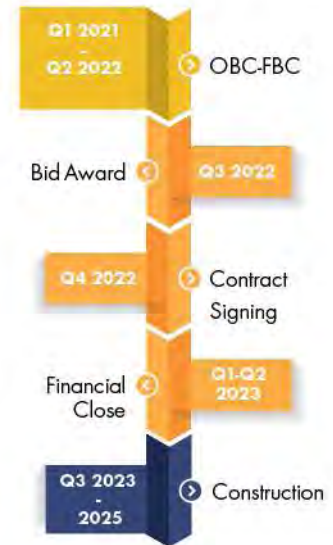 Q1 2021
-
Q2 2022
OBC-FBC
Bid Award
Q3 2022
Q4 2022
Contract
Signing
Financial
Close
Q1-Q2
2023
Q3 2023
-
2025
Construction